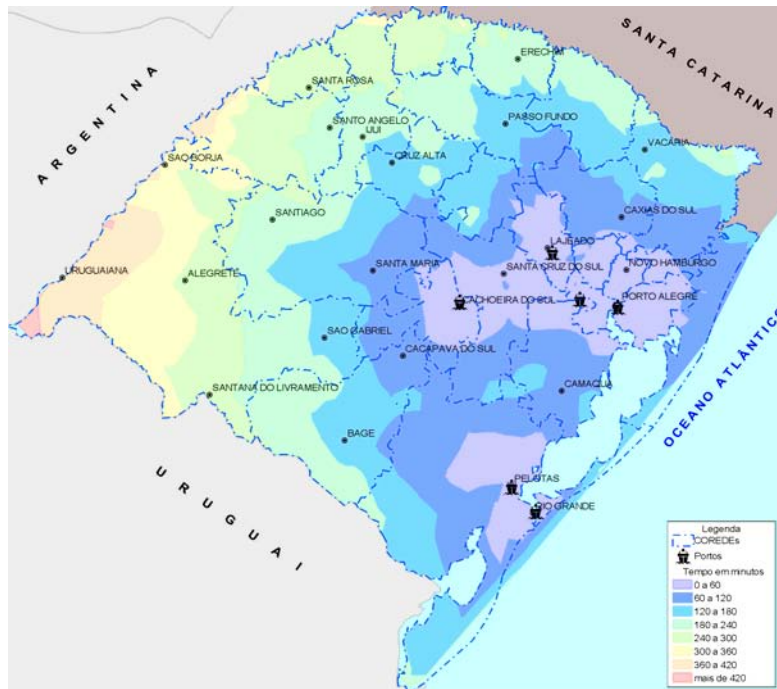 SANTA CATARINA
ARGENTINA
ERECHIM
SANTA ROSA
SANTO ANGELO
IJUI
PASSO FUNDO
VACARIA
CRUZ ALTA
SAO BORJA
SANTIAGO
CAXIAS DO SUL
LAJEADO
URUGUAIANA
ALEGRETE
SANTA MARIA
SANTA CRUZ DO SUL
NOVO HAMBURGO
CACHOEIRA DO SUL
PORTO ALEGRE
SAO GABRIEL
CACAPAVA DO SUL
SANTANA DO LIVRAMENTO
CAMAQUA
OCEANO ATLÂNTICO
BAGE
PELOTAS
RIO GRANDE
URUGUAI
Legenda
COREDEs
Portos
Tempo em minutos
0 a 60
60 a 120
120 a 180
180 a 240
240 a 300
300 a 360
360 a 420
mais de 420